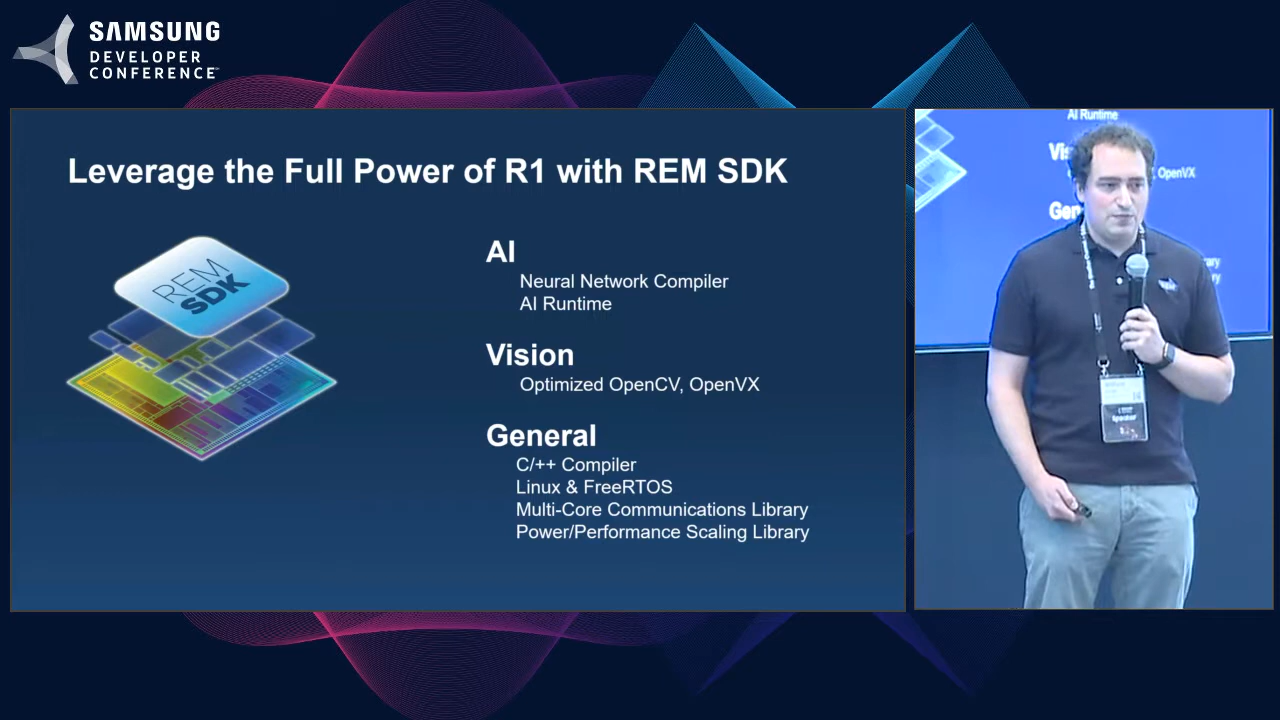 SAMSUNG
DEVELOPER
CONFERENCE
Leverage the Full Power of R1 with REM SDK
REM
SDK
AI
Neural Network Compiler
AI Runtime
Vision
Optimized OpenCV, OpenVX
General
C/++ Compiler
Linux & FreeRTOS
Multi-Core Communications Library
Power/Performance Scaling Library
AI Runtime
OpenVX
Speaker